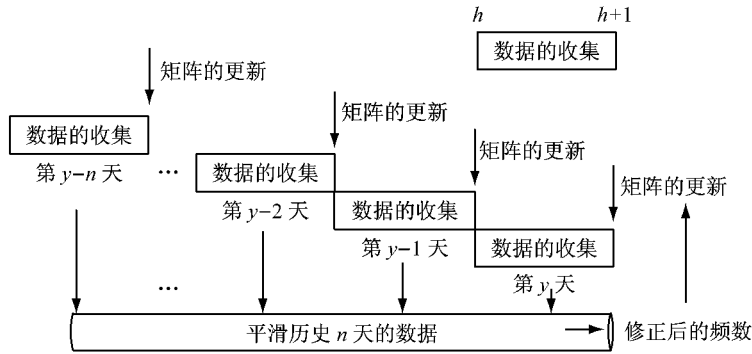 h h+1
数据的收集
矩阵的更新
矩阵的更新
数据的收集
第 y−n 天
…
数据的收集
第 y−2 天
矩阵的更新
数据的收集
第 y−1 天
矩阵的更新
数据的收集
第 y 天
…
平滑历史 n 天的数据
修正后的频数